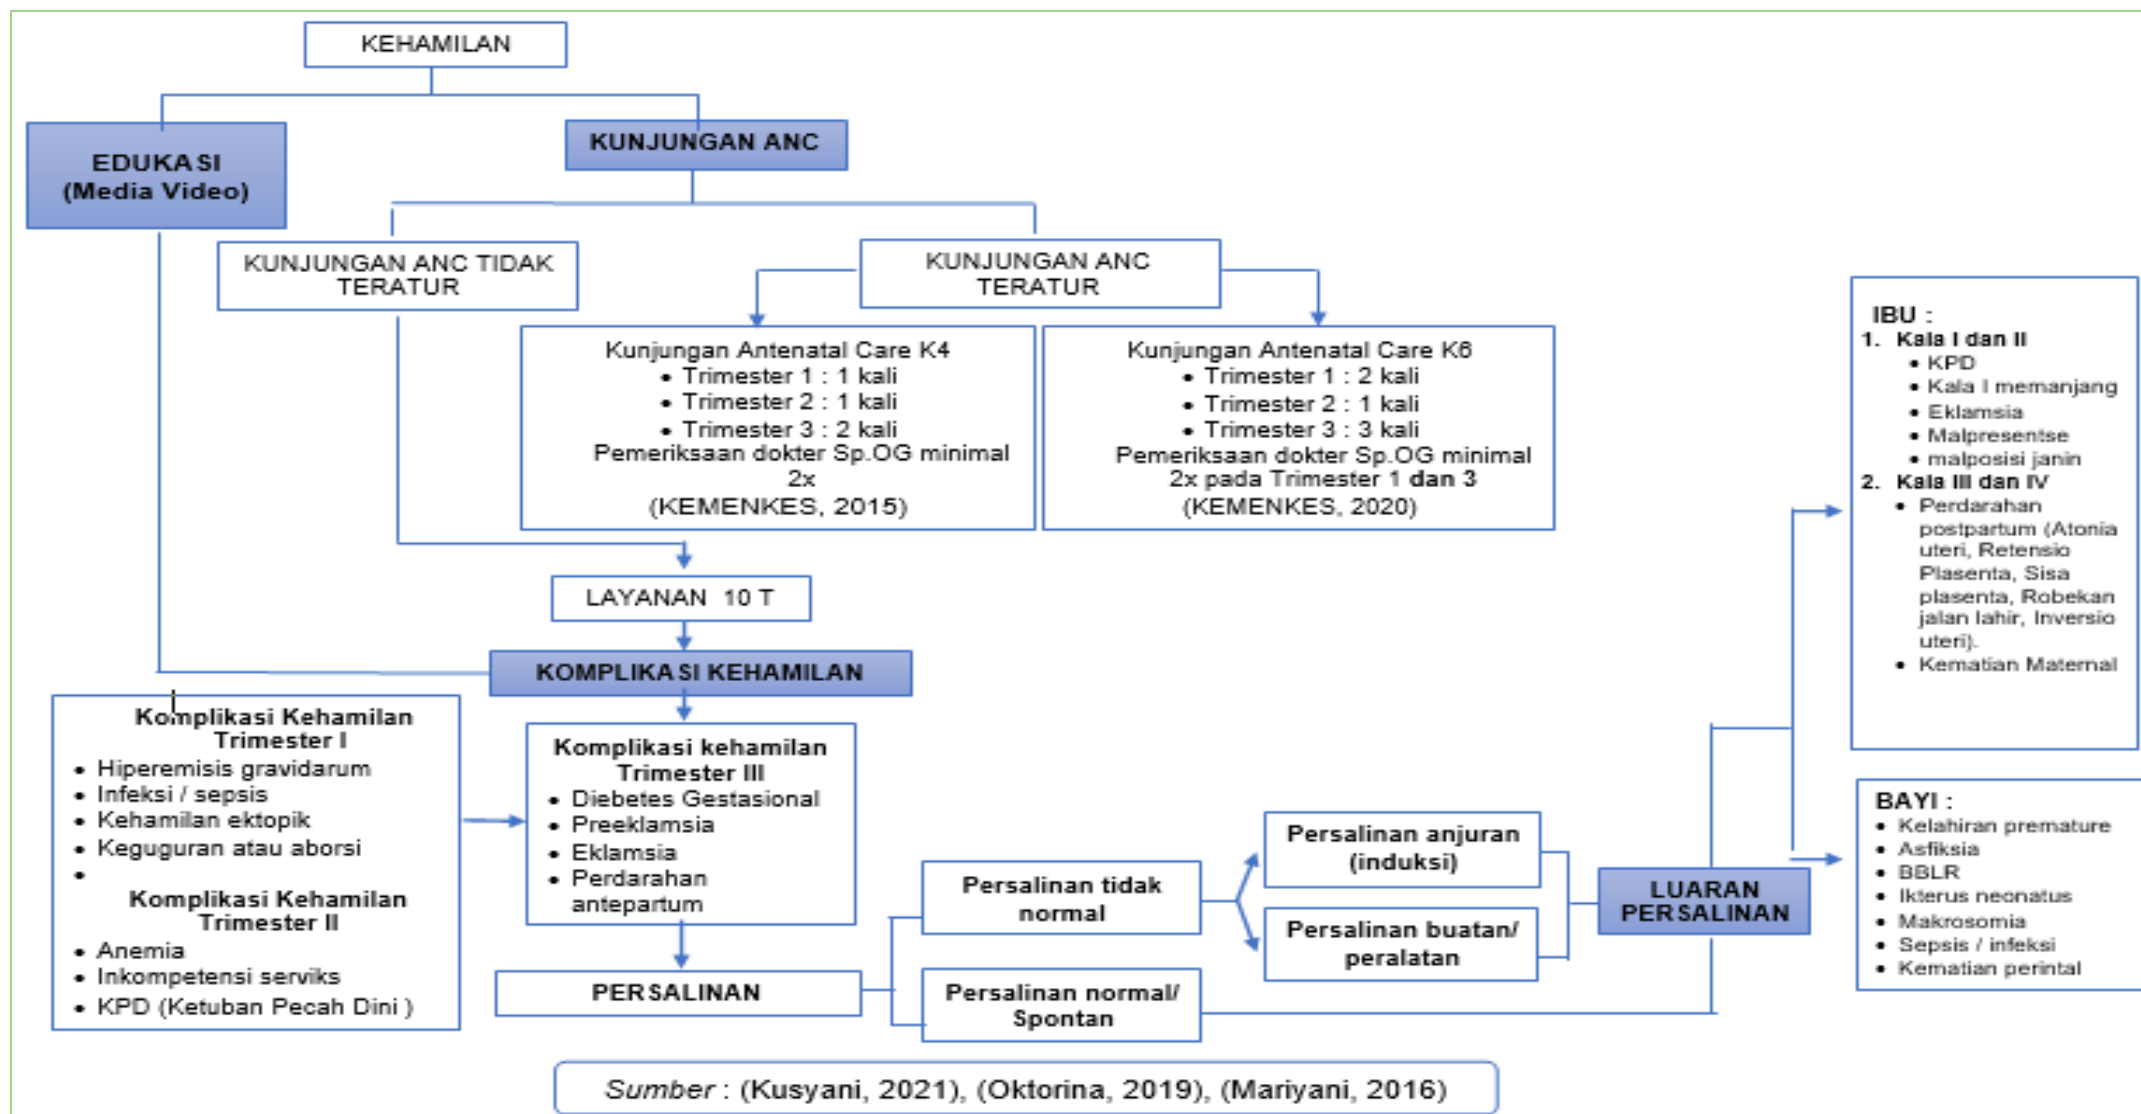 KEHAMILAN
EDUKASI
(Media Video)
KUNJUNGAN ANC
KUNJUNGAN ANC TIDAK
TERATUR
KUNJUNGAN ANC
TERATUR
Kunjungan Antenatal Care K4
• Trimester 1 : 1 kali
• Trimester 2 : 1 kali
• Trimester 3 : 2 kali
Pemeriksaan dokter Sp.OG minimal
2x
(KEMENKES, 2015)
Kunjungan Antenatal Care K6
• Trimester 1 : 2 kali
• Trimester 2 : 1 kali
• Trimester 3 : 3 kali
Pemeriksaan dokter Sp.OG minimal
2x pada Trimester 1 dan 3
(KEMENKES, 2020)
LAYANAN 10 T
KOMPLIKASI KEHAMILAN
Komplikasi Kehamilan
Trimester I
• Hiperemisis gravidarum
• Infeksi / sepsis
• Kehamilan ektopik
• Keguguran atau aborsi
•
Komplikasi Kehamilan
Trimester II
• Anemia
• Inkompetensi serviks
• KPD (Ketuban Pecah Dini )
Komplikasi kehamilan
Trimester III
• Diebetes Gestasional
• Preeklamsia
• Eklamsia
• Perdarahan
antepartum
PERSALINAN
Persalinan tidak
normal
Persalinan normal/
Spontan
Persalinan anjuran
(induksi)
Persalinan buatan/
peralatan
LUARAN
PERSALINAN
IBU :
1. Kala I dan II
• KPD
• Kala I memanjang
• Eklamsia
• Malpresentse
• malposisi janin
2. Kala III dan IV
• Perdarahan
postpartum (Atonia
uteri, Retensio
Plasenta, Sisa
plasenta, Robekan
jalan lahir, Inversio
uteri).
• Kematian Maternal
BAYI :
• Kelahiran premature
• Asfiksia
• BBLR
• Ikterus neonatus
• Makrosomia
• Sepsis / infeksi
• Kematian perintal
Sumber : (Kusyani, 2021), (Oktorina, 2019), (Mariyani, 2016)